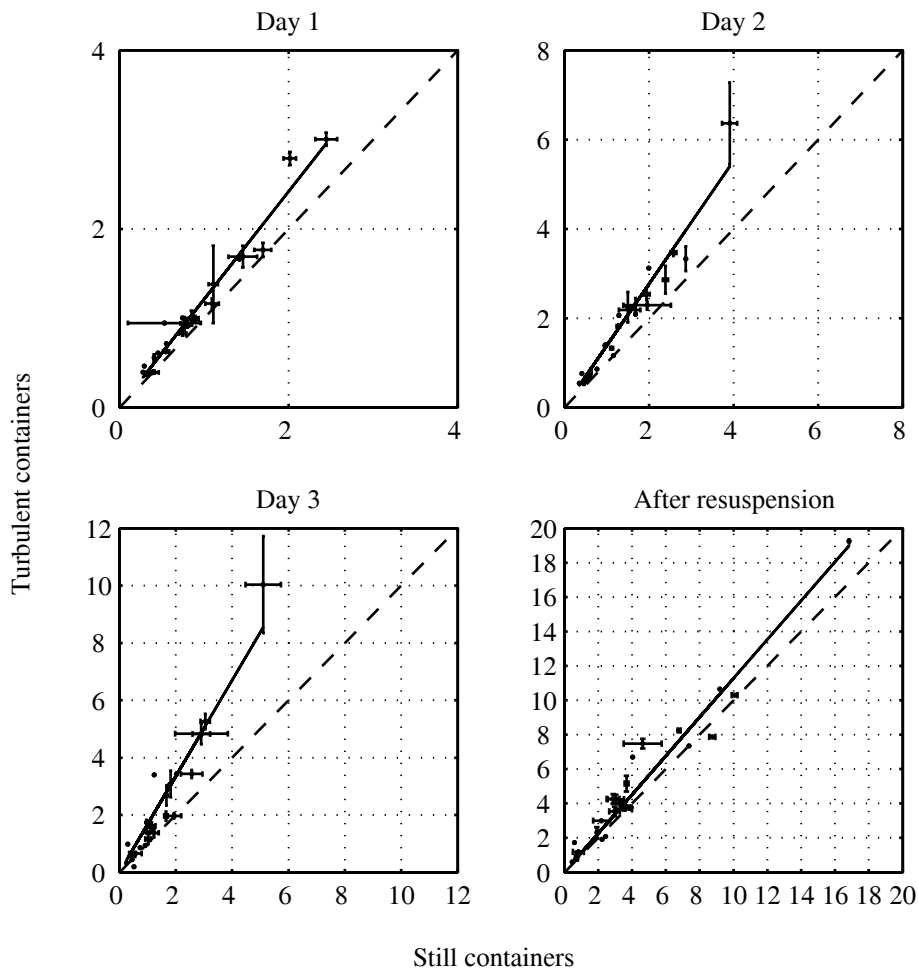 Day 1
Day 2
4
2
0
0 2 4
8
6
4
2
0
0 2 4 6 8
Turbulent containers
Day 3
After resuspension
12
10
8
6
4
2
0
0 2 4 6 8 10 12
20
18
16
14
12
10
8
6
4
2
0
0 2 4 6 8 10 12 14 16 18 20
Still containers